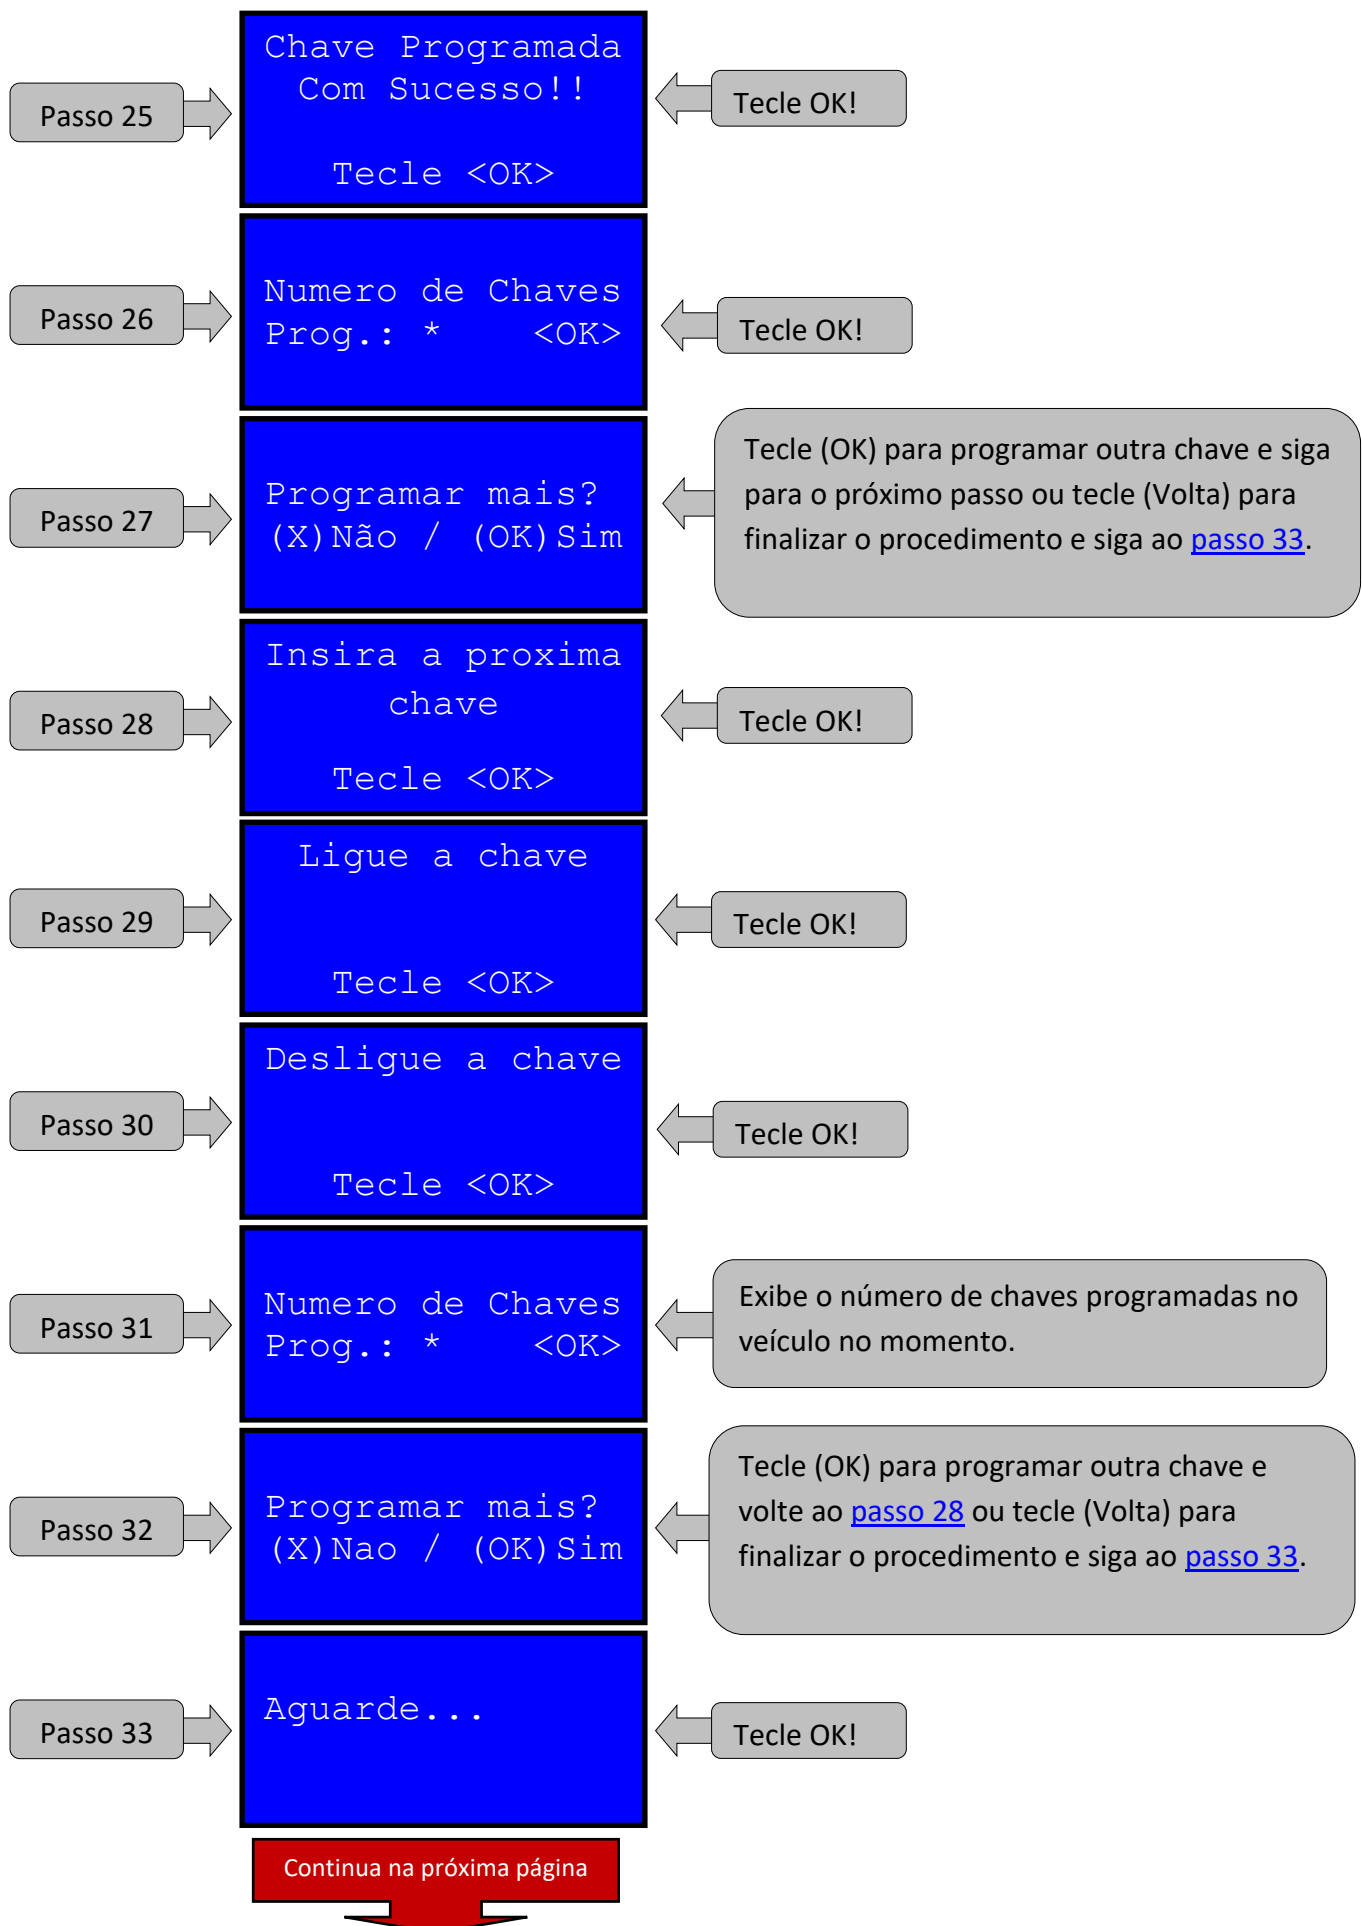 Passo 25
Chave Programada
Com Sucesso!!
Tecle <OK>
Tecle OK!
Passo 26
Numero de Chaves
Prog.: * <OK>
Tecle OK!
Passo 27
Programar mais?
(X)Não / (OK)Sim
Tecle (OK) para programar outra chave e siga
para o próximo passo ou tecle (Volta) para
finalizar o procedimento e siga ao passo 33.
Passo 28
Insira a proxima
chave
Tecle <OK>
Tecle OK!
Passo 29
Ligue a chave
Tecle <OK>
Tecle OK!
Passo 30
Desligue a chave
Tecle <OK>
Tecle OK!
Passo 31
Numero de Chaves
Prog.: * <OK>
Exibe o número de chaves programadas no
veículo no momento.
Passo 32
Programar mais?
(X)Nao / (OK)Sim
Tecle (OK) para programar outra chave e
volte ao passo 28 ou tecle (Volta) para
finalizar o procedimento e siga ao passo 33.
Passo 33
Aguarde...
Tecle OK!
Continua na próxima página